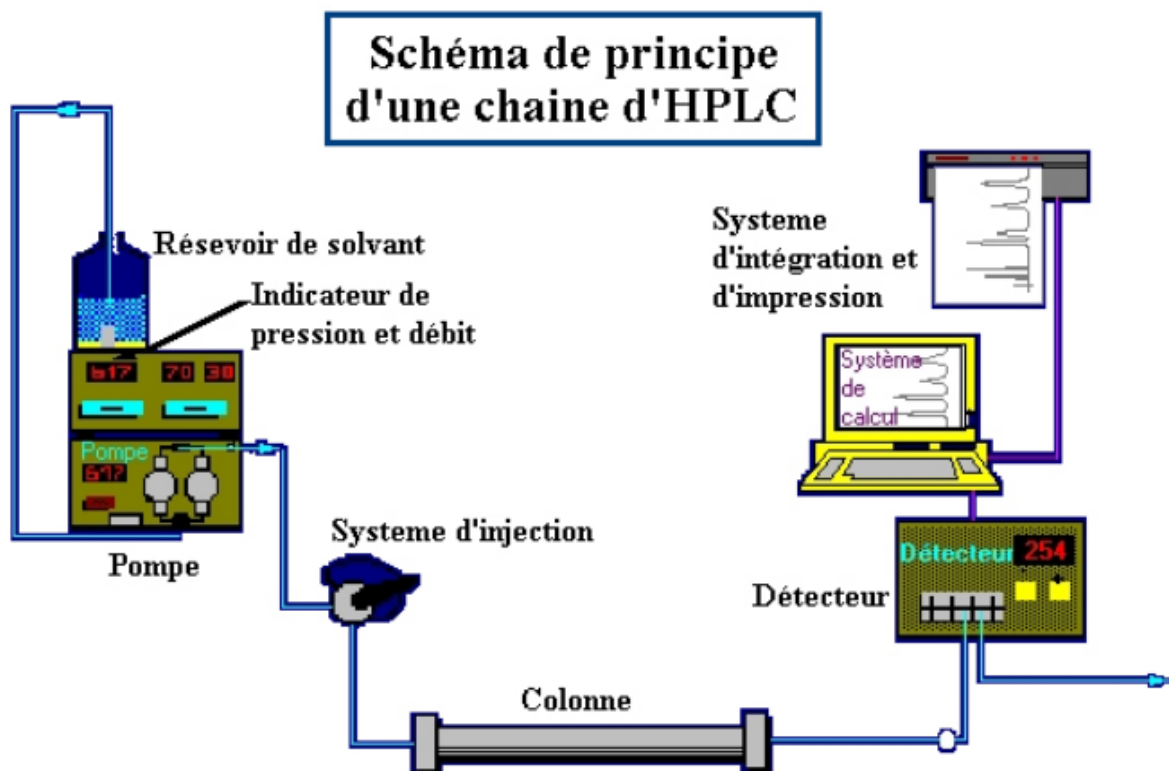 Schéma de principe
d'une chaine d'HPLC
Résevoir de solvant
Indicateur de
pression et débit
617 70 30
Pompe
617
Pompe
Systeme d'injection
Colonne
Systeme
d'intégration et
d'impression
Système
de
calcul
Détecteur 254
Détecteur